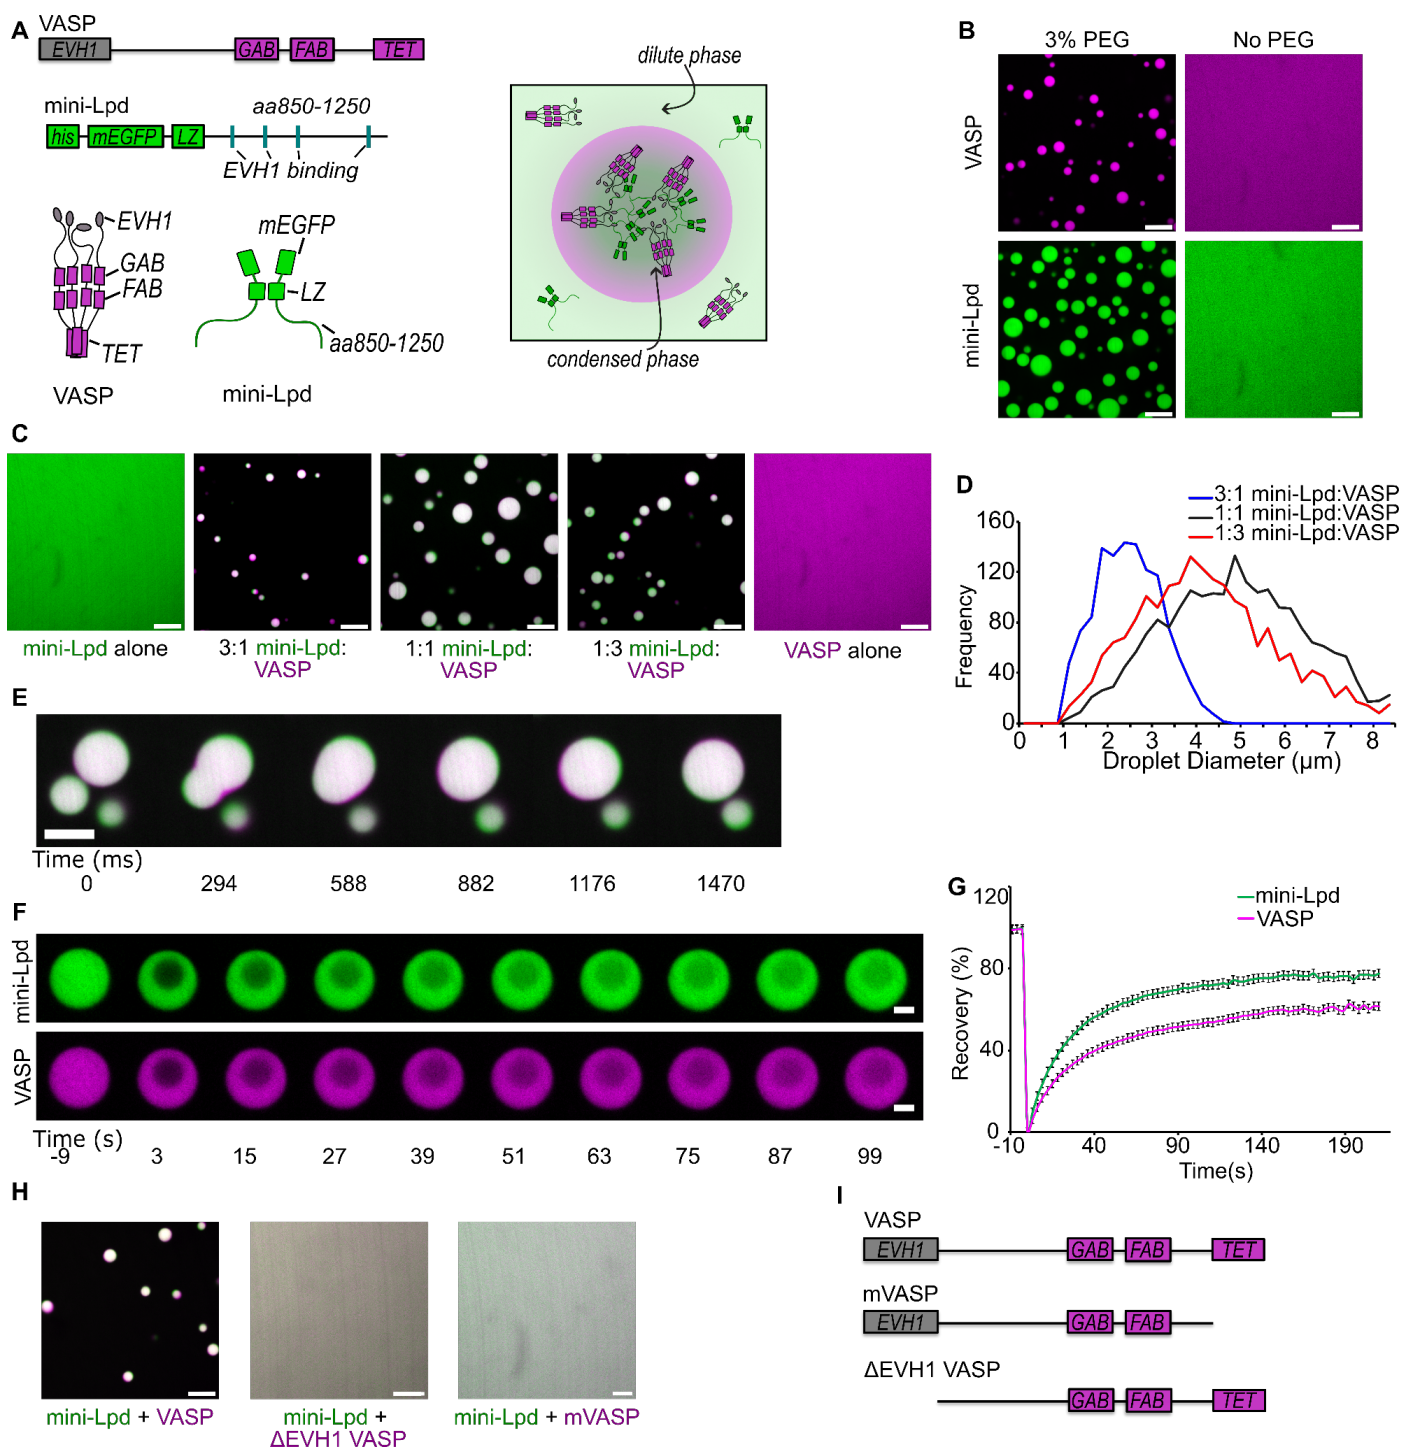 A
VASP
EVH1
GAB
FAB
TET
mini-Lpd
aa850-1250
his
mEGFP
LZ
EVH1 binding
EVH1
GAB
FAB
TET
VASP
mEGFP
LZ
aa850-1250
mini-Lpd
dilute phase
condensed phase
B
3% PEG
No PEG
VASP
mini-Lpd
C
mini-Lpd alone
3:1 mini-Lpd:
VASP
1:1 mini-Lpd:
VASP
1:3 mini-Lpd:
VASP
VASP alone
D
3:1 mini-Lpd:VASP
1:1 mini-Lpd:VASP
1:3 mini-Lpd:VASP
Frequency
160
120
80
40
0
0 1 2 3 4 5 6 7 8
Droplet Diameter (µm)
E
Time (ms)
0 294 588 882 1176 1470
F
mini-Lpd
VASP
Time (s)
-9 3 15 27 39 51 63 75 87 99
G
mini-Lpd
VASP
Recovery (%)
120
80
40
0
-10 40 90 140 190
Time(s)
H
mini-Lpd + VASP
mini-Lpd +
ΔEVH1 VASP
mini-Lpd + mVASP
I
VASP
EVH1 GAB FAB TET
mVASP
EVH1 GAB FAB
ΔEVH1 VASP
GAB FAB TET